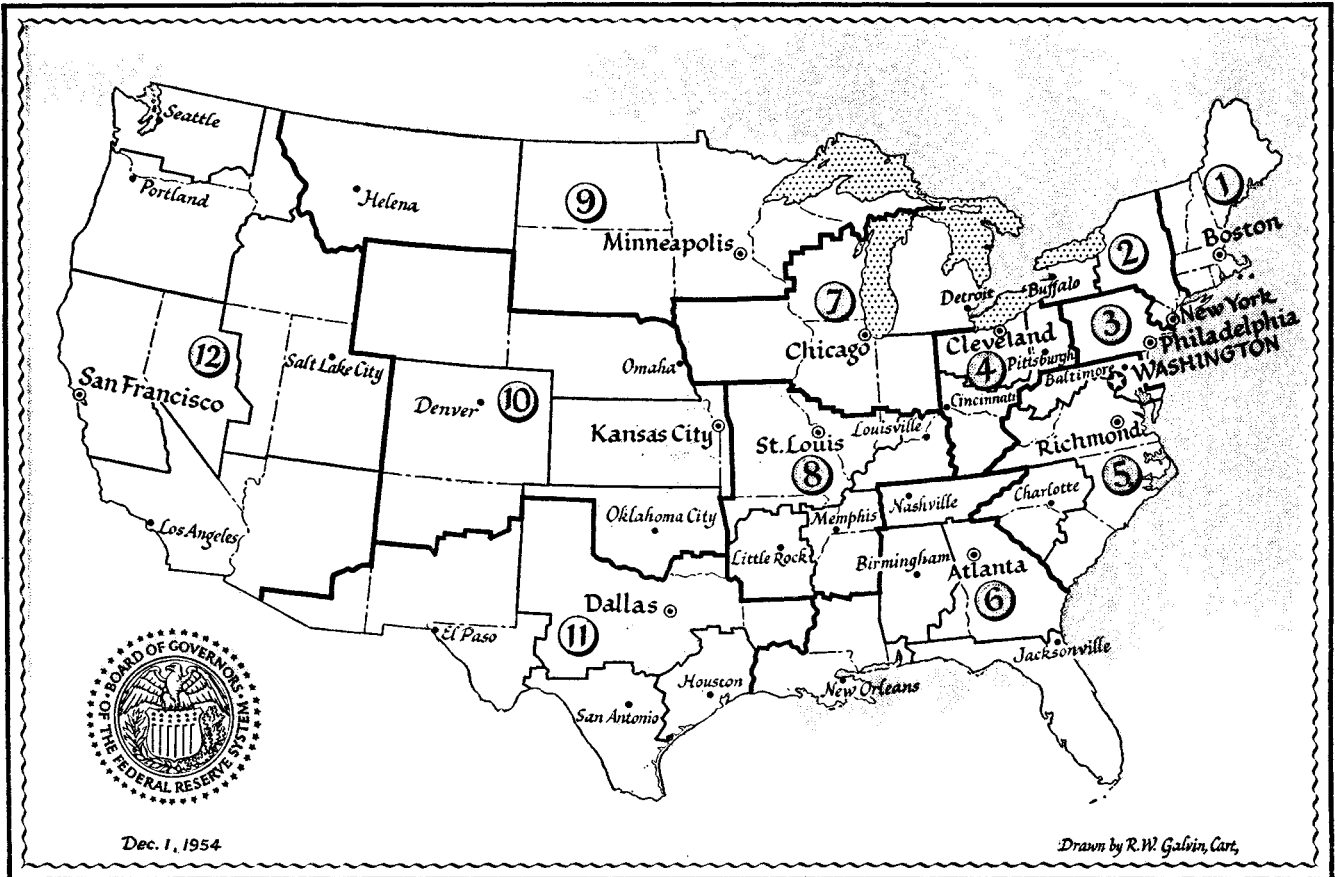 Seattle
Portland
Helena
9
Minneapolis
1
Boston
2
Buffalo
Detroit
7
Chicago
Cleveland
3
New York
Philadelphia
4
Pittsburgh
WASHINGTON
Baltimore
Cincinnati
12
Salt Lake City
San Francisco
Omaha
Denver
10
Kansas City
St. Louis
8
Louisville
Richmond
5
Los Angeles
Oklahoma City
Memphis
Nashville
Charlotte
Little Rock
Birmingham
Atlanta
6
Dallas
11
El Paso
Houston
San Antonio
New Orleans
Jacksonville
BOARD OF GOVERNORS
OF THE FEDERAL RESERVE SYSTEM
Dec. 1, 1954
Drawn by R.W. Galvin, Cart,